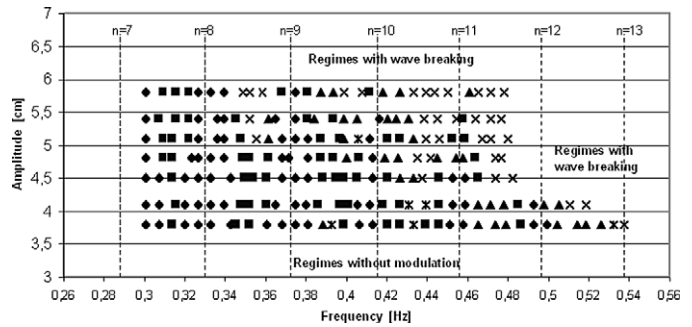 7
n=7 n=8 n=9 n=10 n=11 n=12 n=13
6,5
Regimes with wave breaking
6
5,5
5
Regimes with
wave breaking
4,5
4
3,5
Regimes without modulation
3
Amplitude [cm]
0,26 0,28 0,3 0,32 0,34 0,36 0,38 0,4 0,42 0,44 0,46 0,48 0,5 0,52 0,54 0,56
Frequency [Hz]